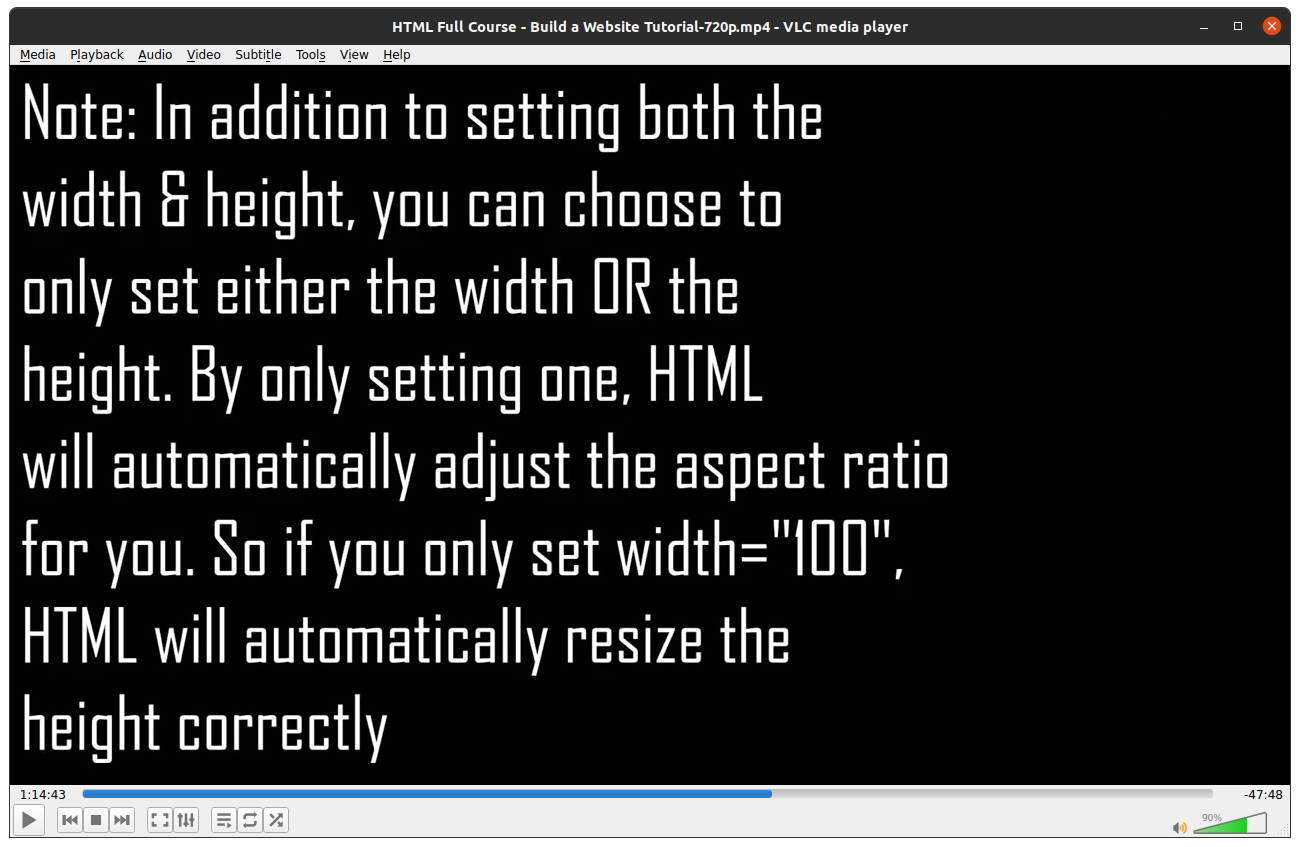 HTML Full Course - Build a Website Tutorial-720p.mp4 - VLC media player
Media Playback Audio Video Subtitle Tools View Help
Note: In addition to setting both the
width & height, you can choose to
only set either the width OR the
height. By only setting one, HTML
will automatically adjust the aspect ratio
for you. So if you only set width="100",
HTML will automatically resize the
height correctly
1:14:43 -47:48
90%